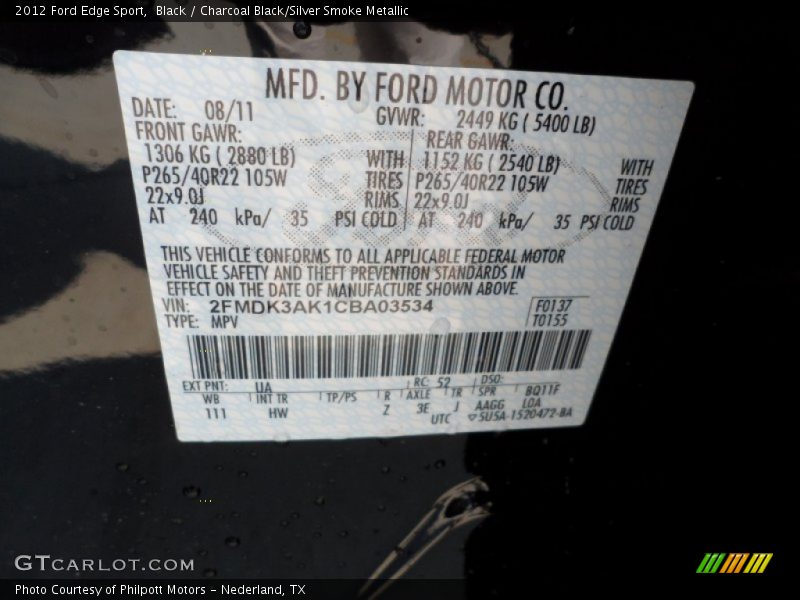 2012 Ford Edge Sport,  Black / Charcoal Black/Silver Smoke Metallic
MFD. BY FORD MOTOR CO.
DATE: 08/11 GVWR: 2449 KG ( 5400 LB)
FRONT GAWR: REAR GAWR:
1306 KG ( 2880 LB) WITH 1152 KG ( 2540 LB) WITH
P265/40R22 105W TIRES P265/40R22 105W TIRES
22x9.0J RIMS 22x9.0J RIMS
AT 240 kPa/ 35 PSI COLD AT 240 kPa/ 35 PSI COLD
THIS VEHICLE CONFORMS TO ALL APPLICABLE FEDERAL MOTOR
VEHICLE SAFETY AND THEFT PREVENTION STANDARDS IN
EFFECT ON THE DATE OF MANUFACTURE SHOWN ABOVE.
VIN: 2FMDK3AK1CBA03534 F0137
TYPE: MPV T0155
EXT PNT: UA RC: 52 DSO:
WB INT TR TP/PS R AXLE TR SPR BQ11F
111 HW Z 3E J AAGG LOA
UTC 5U5A-1520472-BA
GTCARLOT.COM
Photo Courtesy of Philpott Motors - Nederland, TX